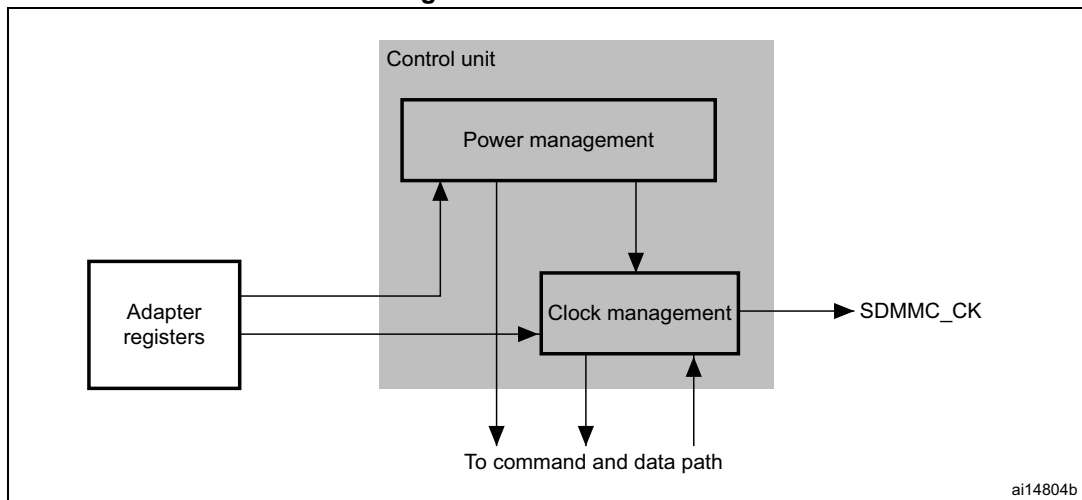 Control unit
Power management
Adapter
registers
Clock management
SDMMC_CK
To command and data path
ai14804b